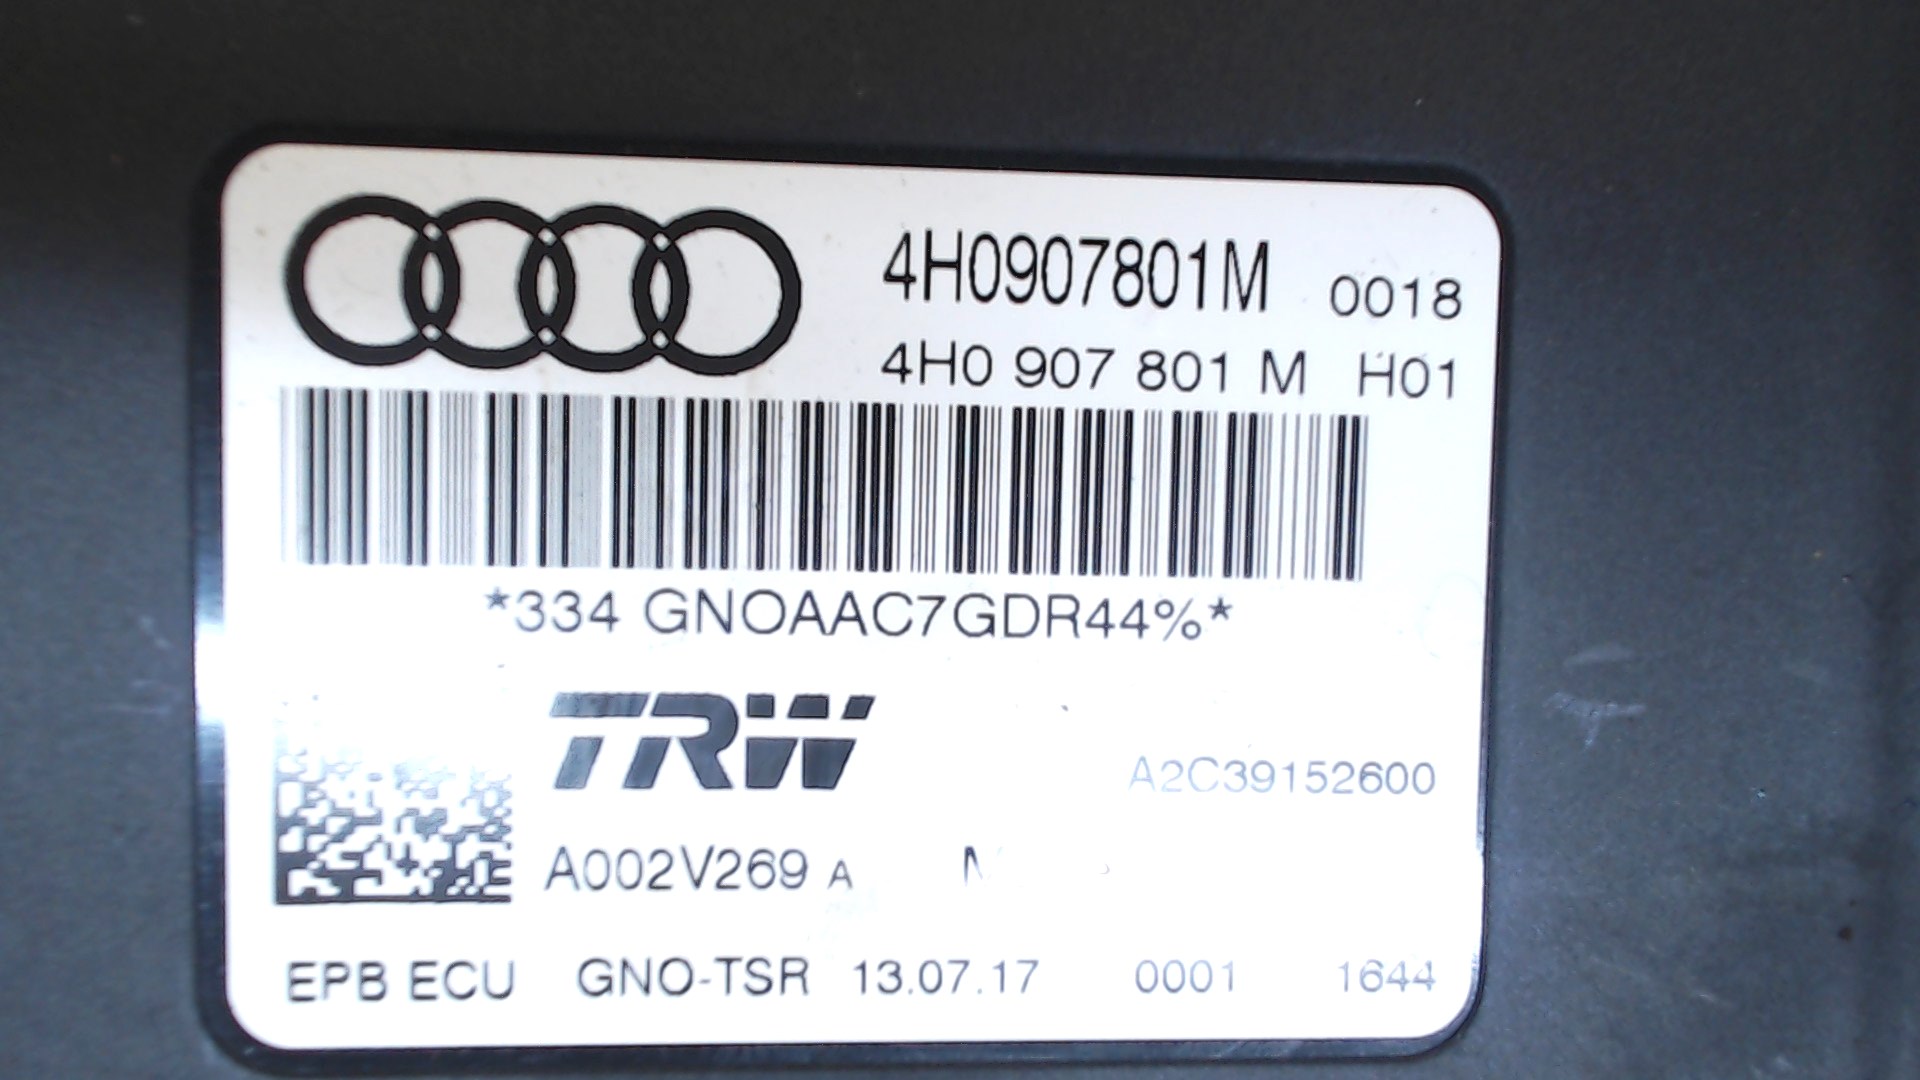 4H0907801M 0018
4H0 907 801 M H01
*334 GNOAAC7GDR44%*
TRW
A2C39152600
A002V269 A
EPB ECU GNO-TSR 13.07.17 0001 1644